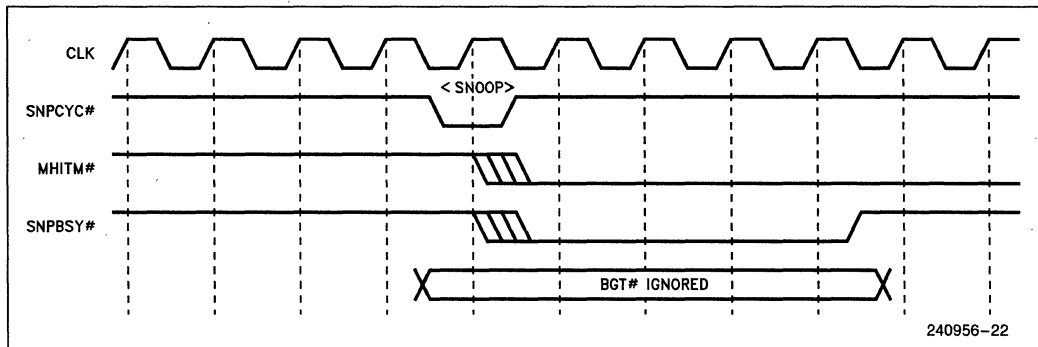 CLK
< SNOOP>
SNPCYC#
MHITM#
SNPBSY#
BGT# IGNORED
240956-22